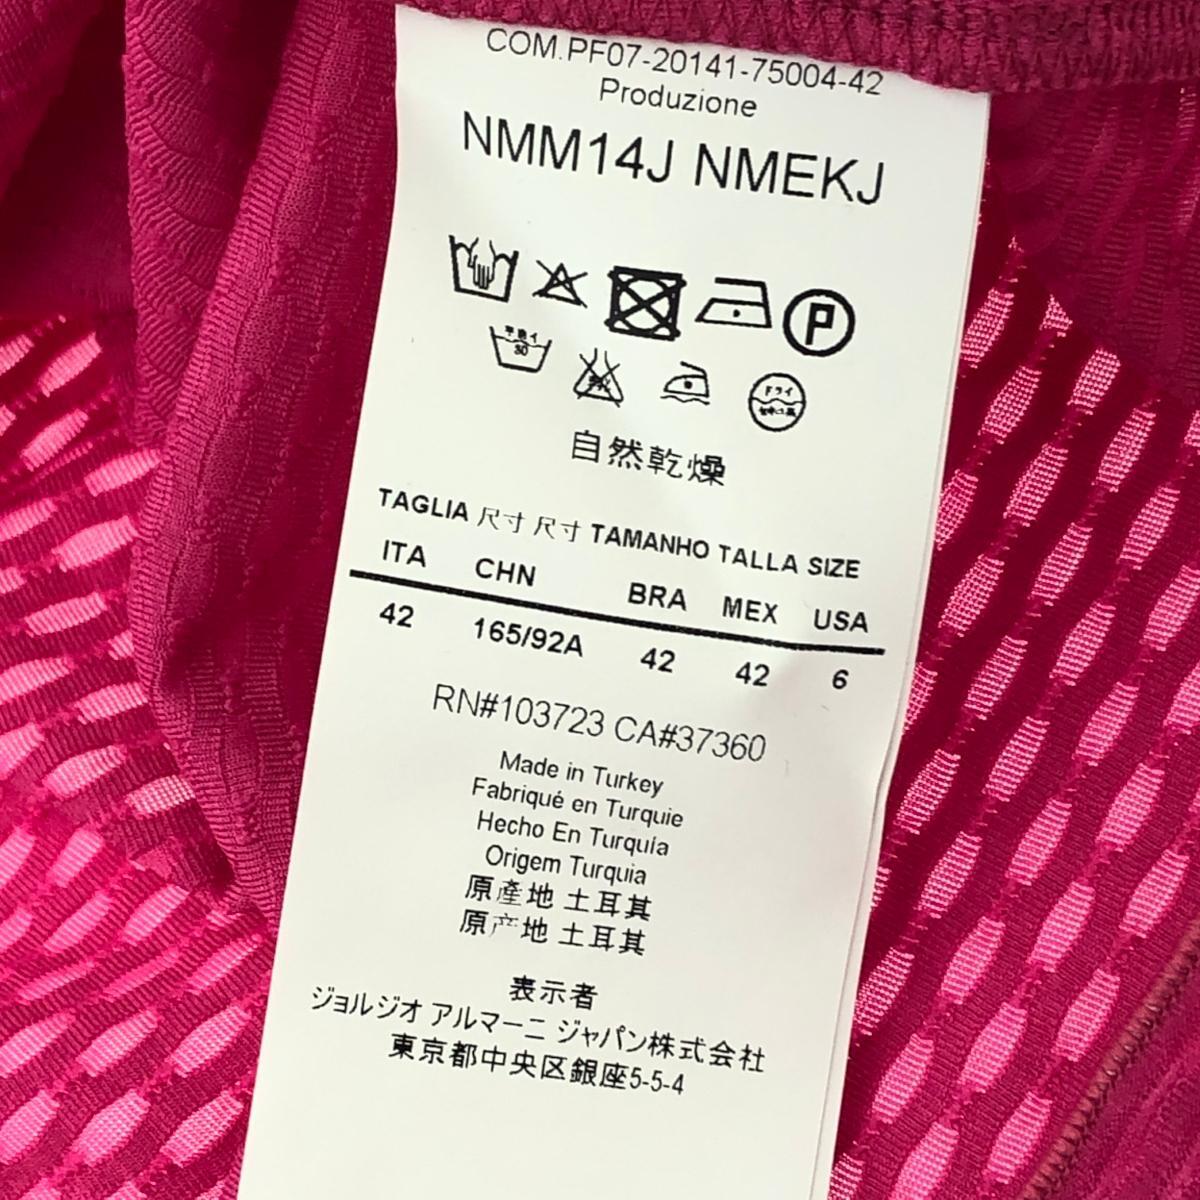 COM.PF07-20141-75004-42
Produzione
NMM14J NMEKJ
P
30
ドライ
自然乾燥
TAGLIA 尺寸 尺寸 TAMANHO TALLA SIZE
ITA CHN BRA MEX USA
42 165/92A 42 42 6
RN#103723 CA#37360
Made in Turkey
Fabriqué en Turquie
Hecho En Turquía
Origem Turquia
原產地 土耳其
原产地 土耳其
表示者
ジョルジオ アルマーニ ジャパン株式会社
東京都中央区銀座5-5-4